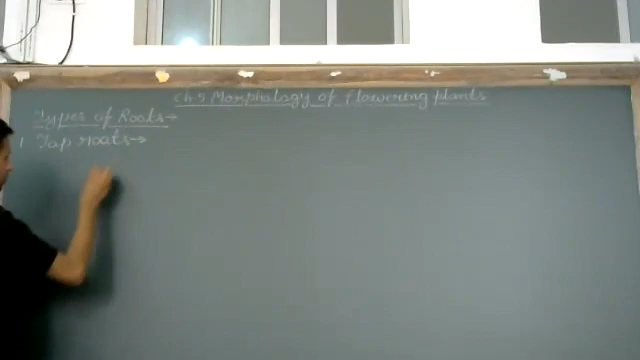 Ch 5 Morphology of flowering plants
Types of Roots→
1 Tap roots→